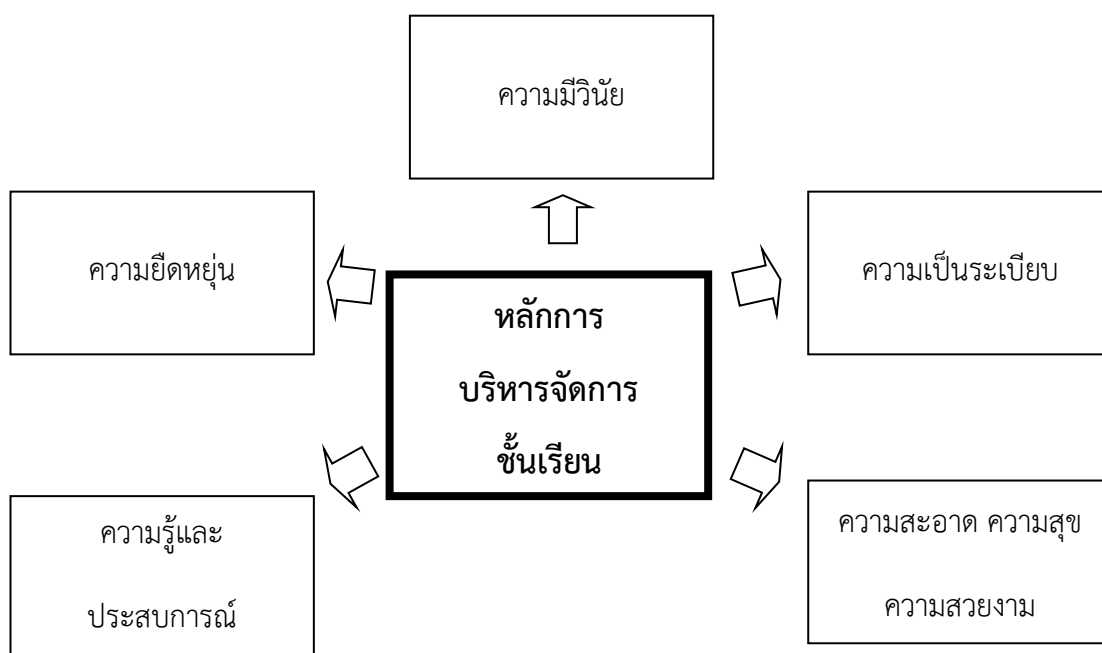 ความมีวินัย
ความยืดหยุ่น
ความเป็นระเบียบ
หลักการ
บริหารจัดการ
ชั้นเรียน
ความรู้และ
ประสบการณ์
ความสะอาด ความสุข
ความสวยงาม